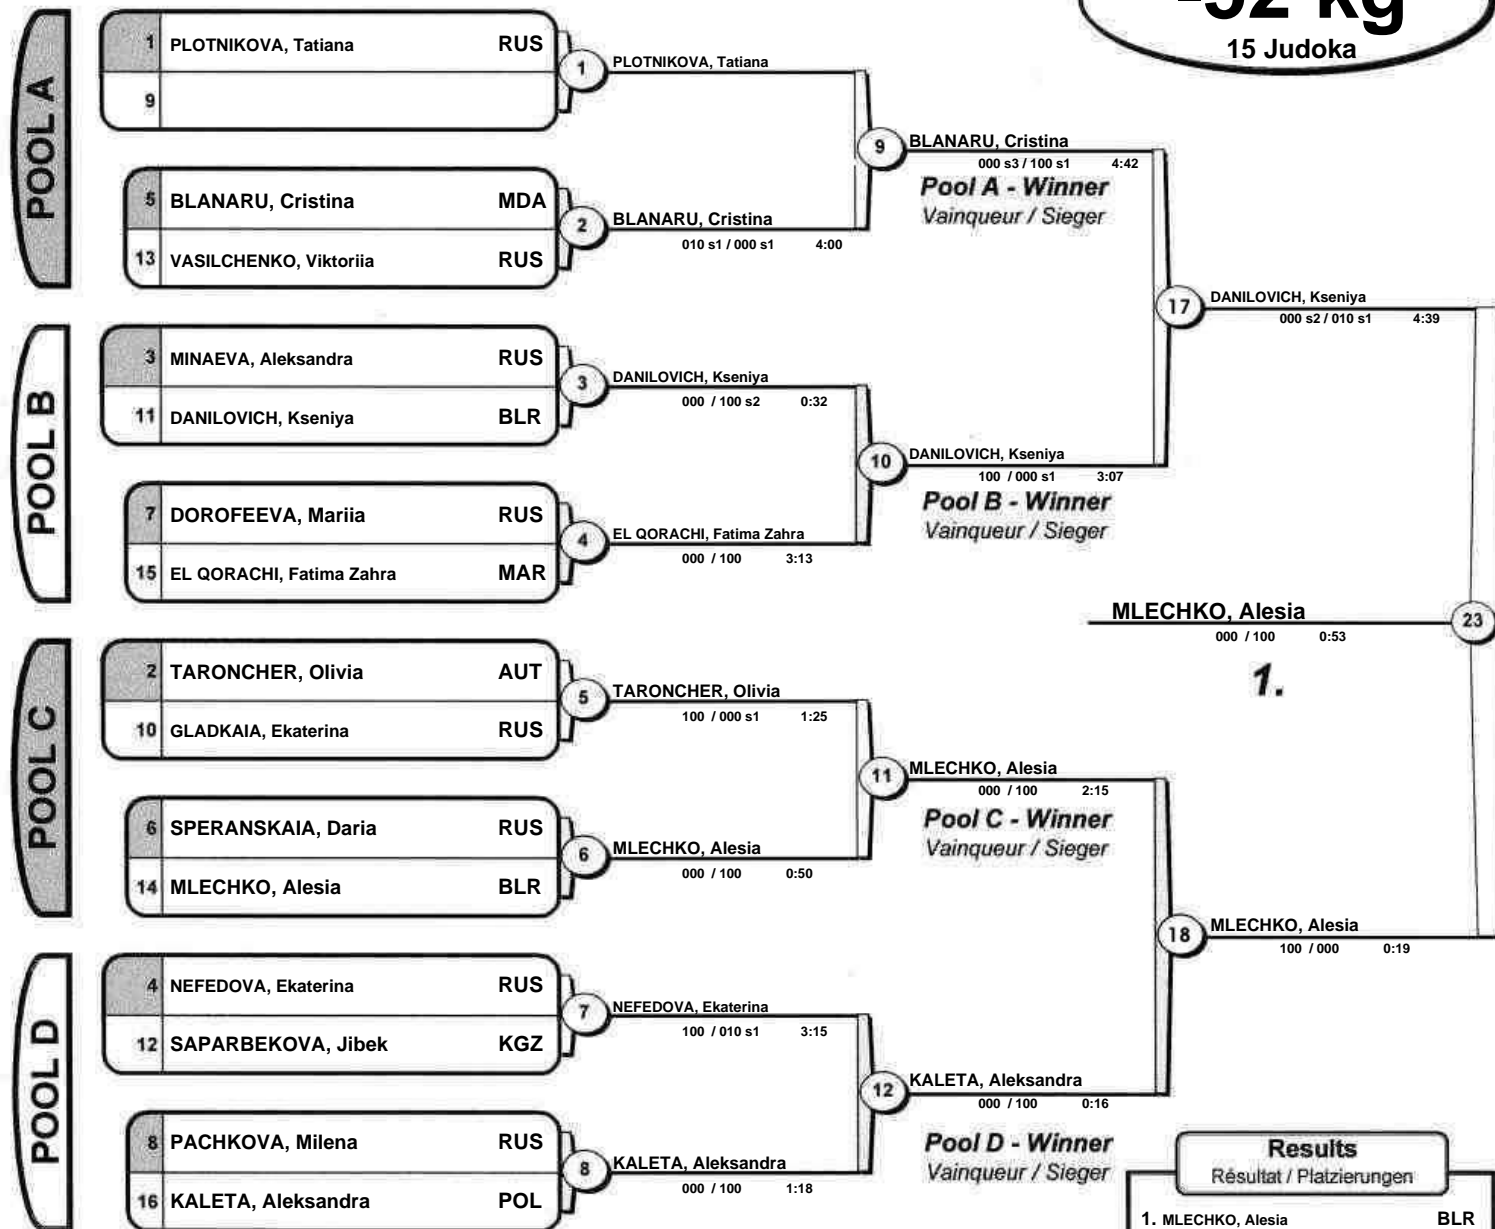 -52 kg
15 Judoka
POOL A
1 PLOTNIKOVA, Tatiana RUS
9
1 PLOTNIKOVA, Tatiana
5 BLANARU, Cristina MDA
13 VASILCHENKO, Viktoriia RUS
2 BLANARU, Cristina
010 s1 / 000 s1 4:00
9 BLANARU, Cristina
000 s3 / 100 s1 4:42
Pool A - Winner
Vainqueur / Sieger
POOL B
3 MINAEVA, Aleksandra RUS
11 DANILOVICH, Kseniya BLR
3 DANILOVICH, Kseniya
000 / 100 s2 0:32
7 DOROFEEVA, Mariia RUS
15 EL QORACHI, Fatima Zahra MAR
4 EL QORACHI, Fatima Zahra
000 / 100 3:13
10 DANILOVICH, Kseniya
100 / 000 s1 3:07
Pool B - Winner
Vainqueur / Sieger
17 DANILOVICH, Kseniya
000 s2 / 010 s1 4:39
MLECHKO, Alesia 23
000 / 100 0:53
1.
POOL C
2 TARONCHER, Olivia AUT
10 GLADKAIA, Ekaterina RUS
5 TARONCHER, Olivia
100 / 000 s1 1:25
6 SPERANSKAIA, Daria RUS
14 MLECHKO, Alesia BLR
6 MLECHKO, Alesia
000 / 100 0:50
11 MLECHKO, Alesia
000 / 100 2:15
Pool C - Winner
Vainqueur / Sieger
POOL D
4 NEFEDOVA, Ekaterina RUS
12 SAPARBEKOVA, Jibek KGZ
7 NEFEDOVA, Ekaterina
100 / 010 s1 3:15
8 PACHKOVA, Milena RUS
16 KALETA, Aleksandra POL
8 KALETA, Aleksandra
000 / 100 1:18
12 KALETA, Aleksandra
000 / 100 0:16
Pool D - Winner
Vainqueur / Sieger
18 MLECHKO, Alesia
100 / 000 0:19
Results
Résultat / Platzierungen
1. MLECHKO, Alesia BLR